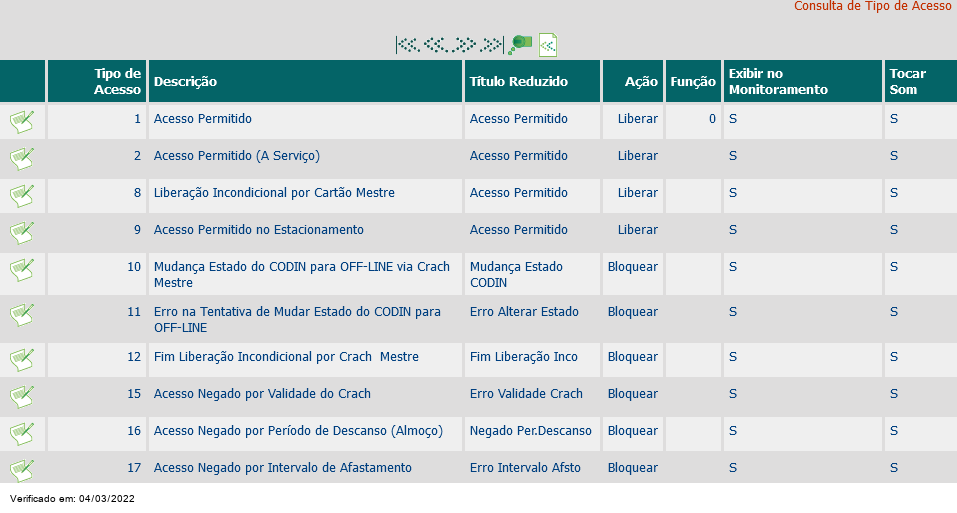 Consulta de Tipo de Acesso
Tipo de Acesso Descrição Título Reduzido Ação Função Exibir no Monitoramento Tocar Som
1 Acesso Permitido Acesso Permitido Liberar 0 S S
2 Acesso Permitido (A Serviço) Acesso Permitido Liberar S S
8 Liberação Incondicional por Cartão Mestre Acesso Permitido Liberar S S
9 Acesso Permitido no Estacionamento Acesso Permitido Liberar S S
10 Mudança Estado do CODIN para OFF-LINE via Crach Mestre Mudança Estado CODIN Bloquear S S
11 Erro na Tentativa de Mudar Estado do CODIN para OFF-LINE Erro Alterar Estado Bloquear S S
12 Fim Liberação Incondicional por Crach  Mestre Fim Liberação Inco Bloquear S S
15 Acesso Negado por Validade do Crach Erro Validade Crach Bloquear S S
16 Acesso Negado por Período de Descanso (Almoço) Negado Per.Descanso Bloquear S S
17 Acesso Negado por Intervalo de Afastamento Erro Intervalo Afsto Bloquear S S
Verificado em: 04/03/2022